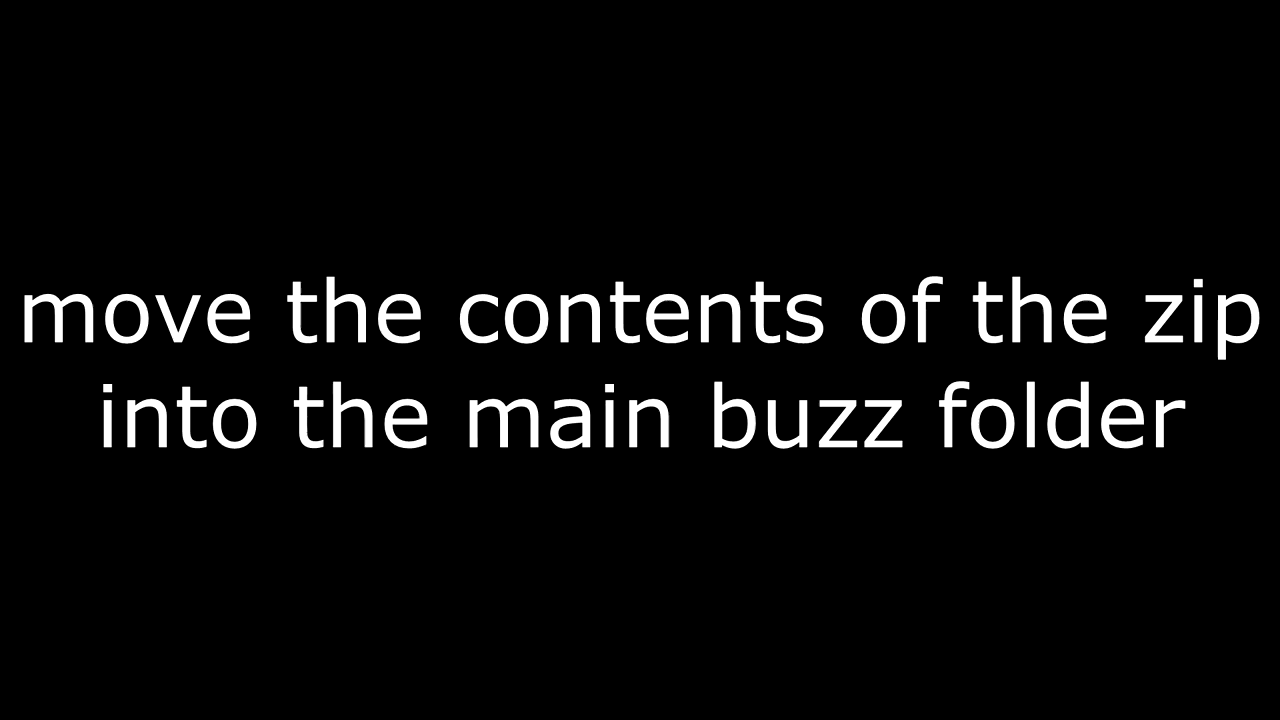 move the contents of the zip
into the main buzz folder